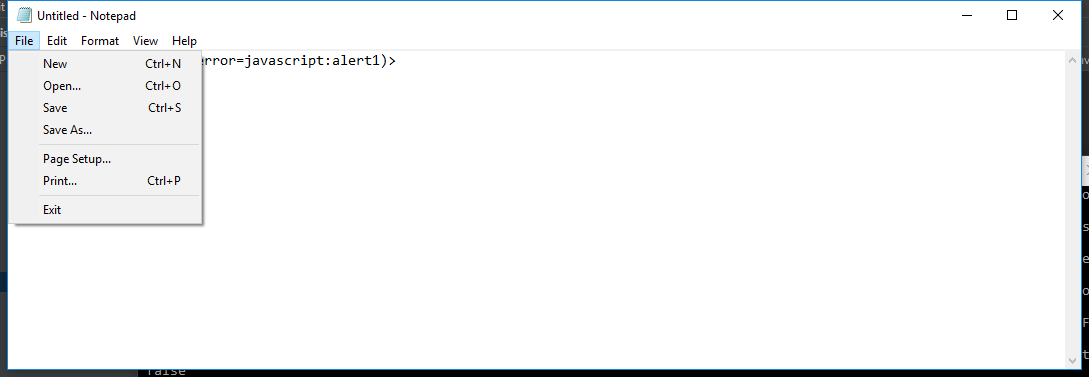 Untitled - Notepad
File Edit Format View Help
error=javascript:alert1)>
New Ctrl+N
Open... Ctrl+O
Save Ctrl+S
Save As...
Page Setup...
Print... Ctrl+P
Exit
false